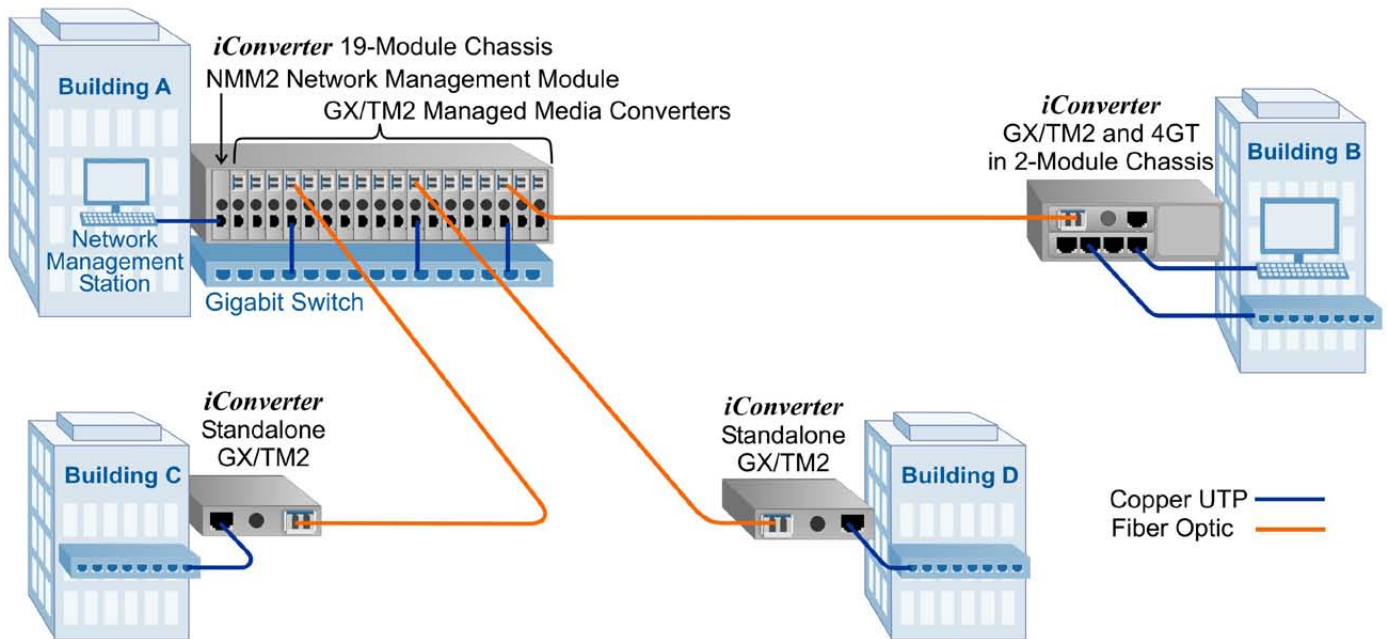 Building A
iConverter 19-Module Chassis
NMM2 Network Management Module
GX/TM2 Managed Media Converters
Network
Management
Station
Gigabit Switch
iConverter
GX/TM2 and 4GT
in 2-Module Chassis
Building B
Building C
iConverter
Standalone
GX/TM2
iConverter
Standalone
GX/TM2
Building D
Copper UTP
Fiber Optic